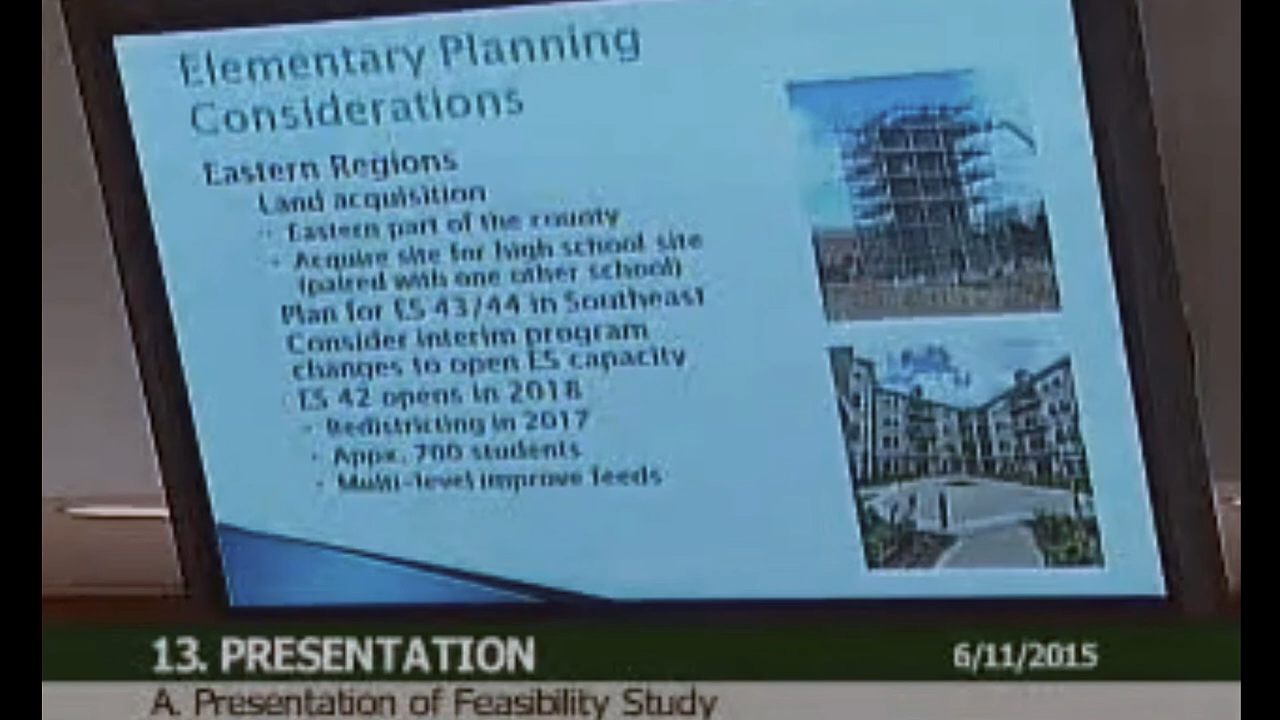 Elementary Planning
Considerations
Eastern Regions
Land acquisition
- Eastern part of the county
- Acquire site for high school site
(paired with one other school)
Plan for ES 43/44 in Southeast
Consider interim program
changes to open ES capacity
ES 42 opens in 2018
- Redistricting in 2017
- Appx. 700 students
- Multi-level improve feeds
13. PRESENTATION
6/11/2015
A. Presentation of Feasibility Study